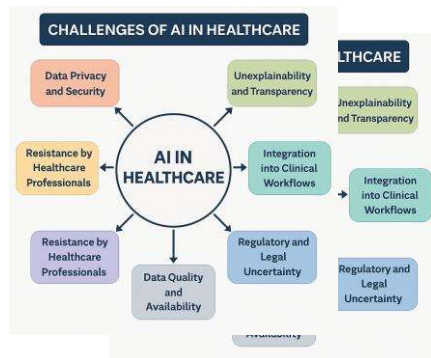 CHALLENGES OF AI IN HEALTHCARE
Data Privacy
and Security
Unexplainability
and Transparency
Resistance by
Healthcare
Professionals
AI IN
HEALTHCARE
Integration
into Clinical
Workflows
Resistance by
Healthcare
Professionals
Data Quality
and
Availability
Regulatory and
Legal
Uncertainty
LTHCARE
Unexplainability
and Transparency
Integration
into Clinical
Workflows
Regulatory and
Legal
Uncertainty
Availability